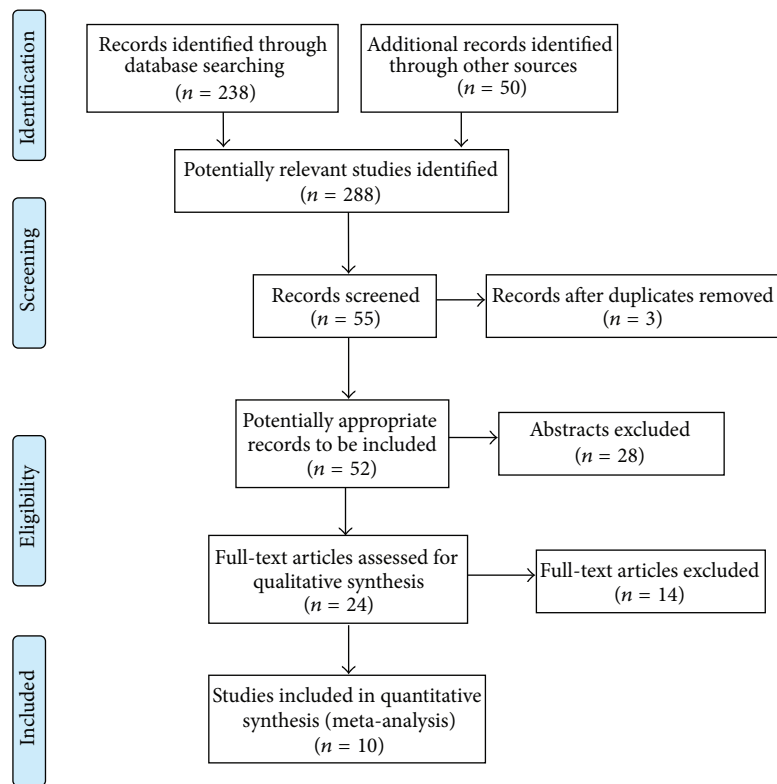 Identification
Records identified through
database searching
(n = 238)
Additional records identified
through other sources
(n = 50)
Potentially relevant studies identified
(n = 288)
Screening
Records screened
(n = 55)
Records after duplicates removed
(n = 3)
Eligibility
Potentially appropriate
records to be included
(n = 52)
Abstracts excluded
(n = 28)
Full-text articles assessed for
qualitative synthesis
(n = 24)
Full-text articles excluded
(n = 14)
Included
Studies included in quantitative
synthesis (meta-analysis)
(n = 10)